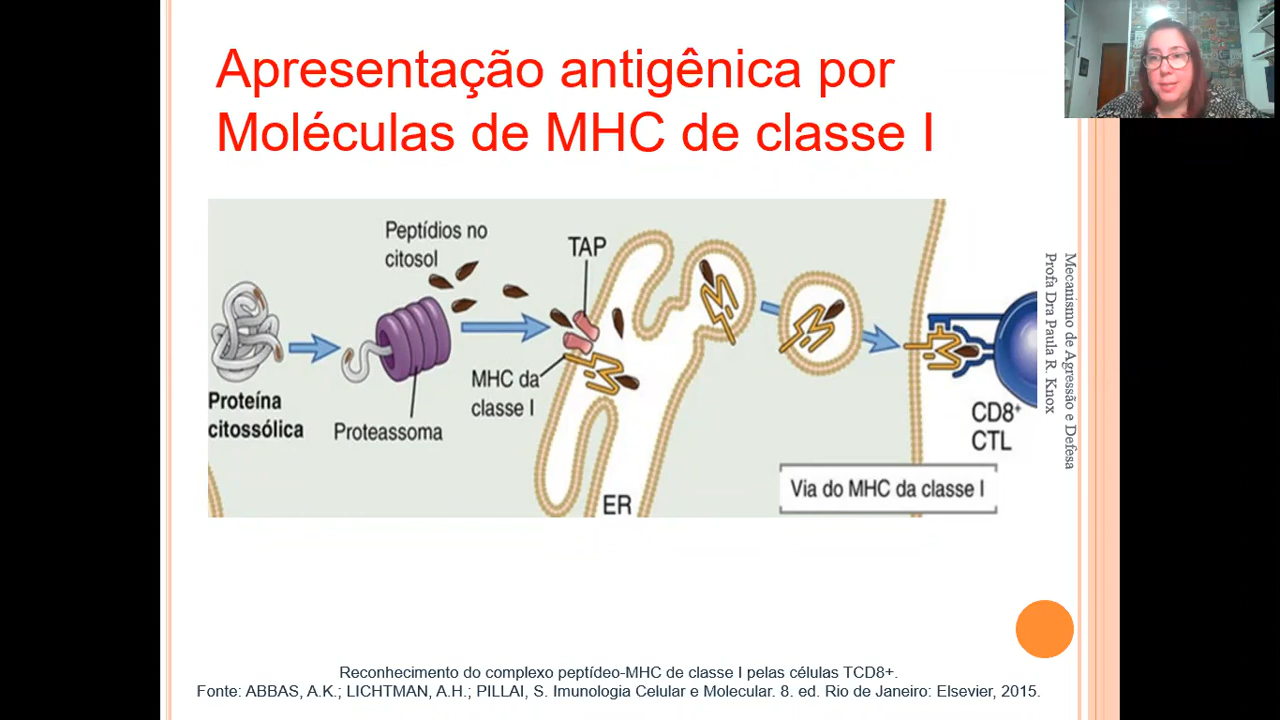 Apresentação antigênica por
Moléculas de MHC de classe I
Peptídios no
citosol
TAP
MHC da
classe I
Proteína
citossólica
Proteassoma
ER
CD8⁺
CTL
Via do MHC da classe I
Mecanismo de Agressão e Defesa
Profa Dra Paula R. Knox
Reconhecimento do complexo peptídeo-MHC de classe I pelas células TCD8+.
Fonte: ABBAS, A.K.; LICHTMAN, A.H.; PILLAI, S. Imunologia Celular e Molecular. 8. ed. Rio de Janeiro: Elsevier, 2015.